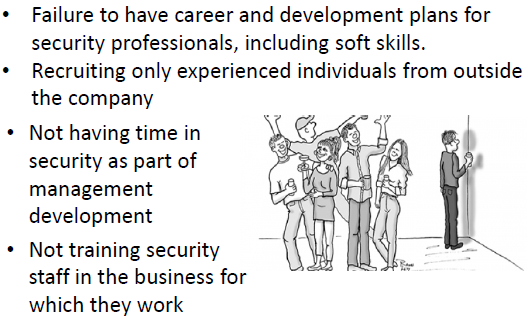 • Failure to have career and development plans for
security professionals, including soft skills.
• Recruiting only experienced individuals from outside
the company
• Not having time in
security as part of
management
development
• Not training security
staff in the business for
which they work